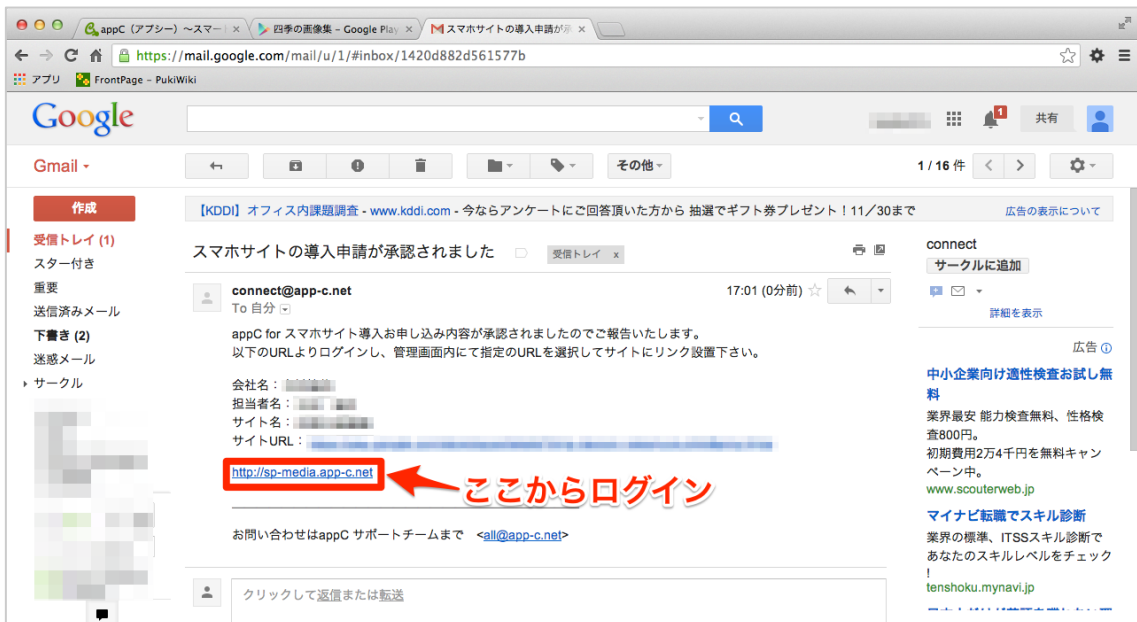 appC（アプシー）〜スマー
四季の画像集 - Google Play
スマホサイトの導入申請が承
https://mail.google.com/mail/u/1/#inbox/1420d882d561577b
アプリ
FrontPage - PukiWiki
Google
1
共有
Gmail
その他
1 / 16 件
作成
【KDDI】オフィス内課題調査 - www.kddi.com - 今ならアンケートにご回答頂いた方から 抽選でギフト券プレゼント！11／30まで
広告の表示について
受信トレイ (1)
スター付き
重要
送信済みメール
下書き (2)
迷惑メール
サークル
スマホサイトの導入申請が承認されました
受信トレイ x
connect@app-c.net
17:01 (0分前)
To 自分
appC for スマホサイト導入お申し込み内容が承認されましたのでご報告いたします。
以下のURLよりログインし、管理画面内にて指定のURLを選択してサイトにリンク設置下さい。
会社名：
担当者名：
サイト名：
サイトURL：
http://sp-media.app-c.net
ここからログイン
お問い合わせはappC サポートチームまで <all@app-c.net>
クリックして返信または転送
connect
サークルに追加
詳細を表示
広告
中小企業向け適性検査お試し無
料
業界最安 能力検査無料、性格検
査800円。
初期費用2万4千円を無料キャン
ペーン中。
www.scouterweb.jp
マイナビ転職でスキル診断
業界の標準、ITSSスキル診断で
あなたのスキルレベルをチェック
！
tenshoku.mynavi.jp